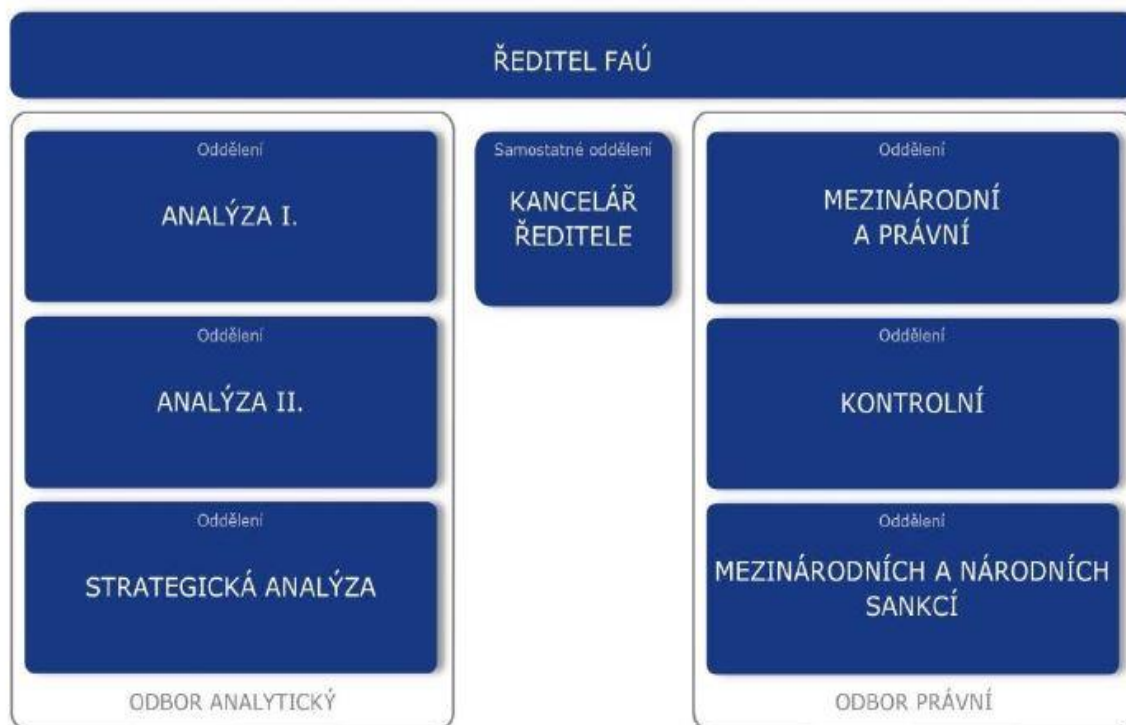 ŘEDITEL FAÚ
Oddělení
ANALÝZA I.
Oddělení
ANALÝZA II.
Oddělení
STRATEGICKÁ ANALÝZA
ODBOR ANALYTICKÝ
Samostatné oddělení
KANCELÁŘ
ŘEDITELE
Oddělení
MEZINÁRODNÍ
A PRÁVNÍ
Oddělení
KONTROLNÍ
Oddělení
MEZINÁRODNÍCH A NÁRODNÍCH
SANKCÍ
ODBOR PRÁVNÍ